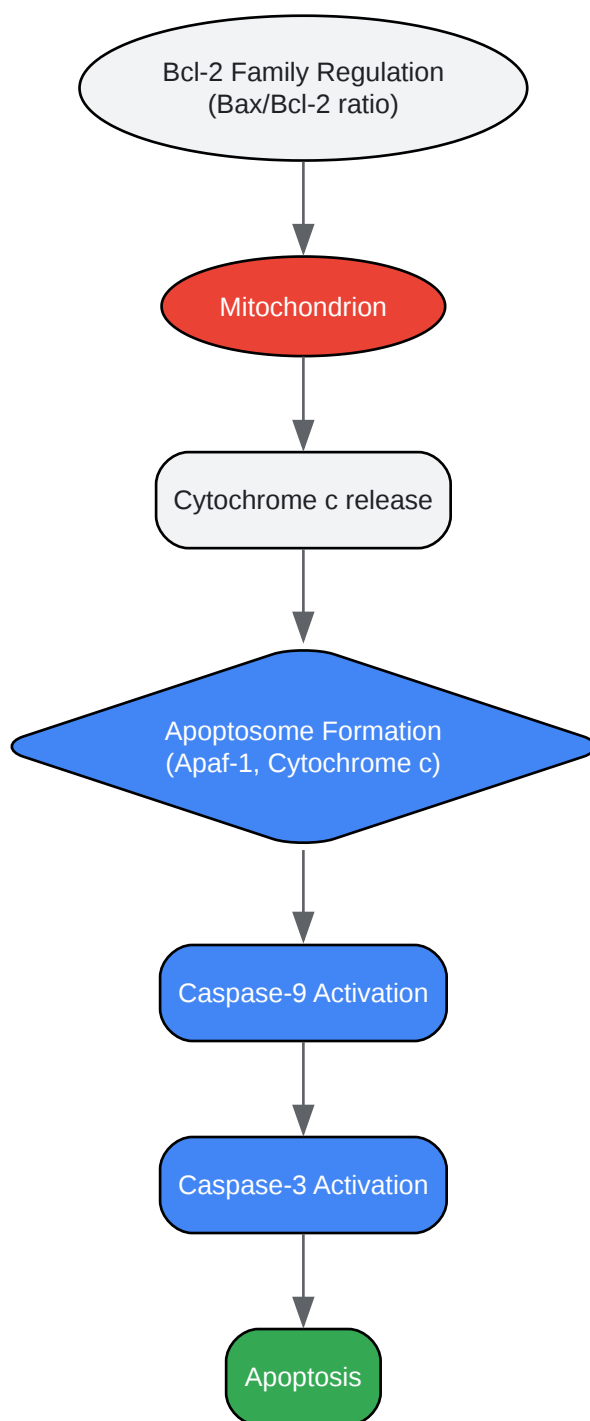 Bcl-2 Family Regulation
(Bax/Bcl-2 ratio)
Mitochondrion
Cytochrome c release
Apoptosome Formation
(Apaf-1, Cytochrome c)
Caspase-9 Activation
Caspase-3 Activation
Apoptosis